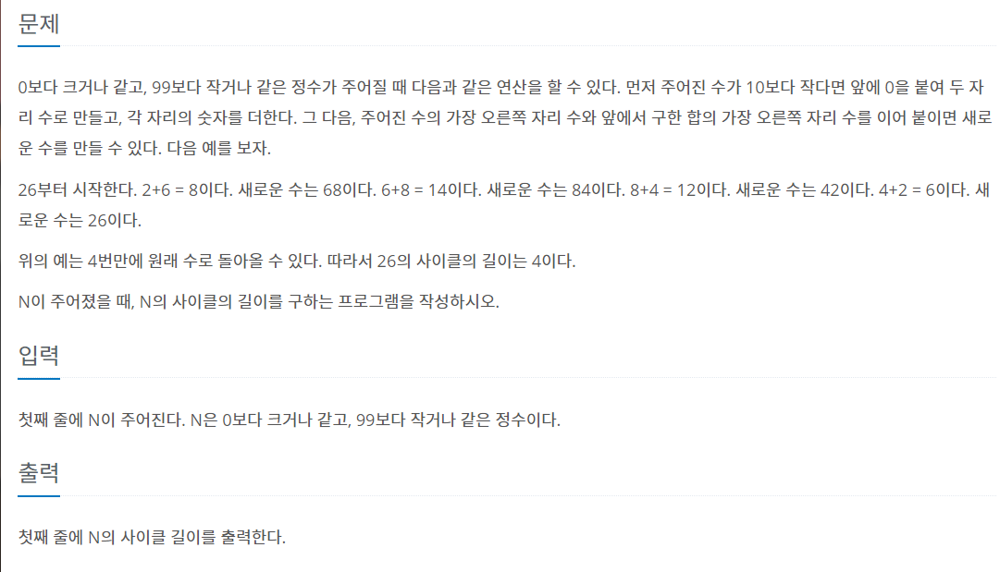 문제
0보다 크거나 같고, 99보다 작거나 같은 정수가 주어질 때 다음과 같은 연산을 할 수 있다. 먼저 주어진 수가 10보다 작다면 앞에 0을 붙여 두 자
리 수로 만들고, 각 자리의 숫자를 더한다. 그 다음, 주어진 수의 가장 오른쪽 자리 수와 앞에서 구한 합의 가장 오른쪽 자리 수를 이어 붙이면 새로
운 수를 만들 수 있다. 다음 예를 보자.
26부터 시작한다. 2+6 = 8이다. 새로운 수는 68이다. 6+8 = 14이다. 새로운 수는 84이다. 8+4 = 12이다. 새로운 수는 42이다. 4+2 = 6이다. 새
로운 수는 26이다.
위의 예는 4번만에 원래 수로 돌아올 수 있다. 따라서 26의 사이클의 길이는 4이다.
N이 주어졌을 때, N의 사이클의 길이를 구하는 프로그램을 작성하시오.
입력
첫째 줄에 N이 주어진다. N은 0보다 크거나 같고, 99보다 작거나 같은 정수이다.
출력
첫째 줄에 N의 사이클 길이를 출력한다.